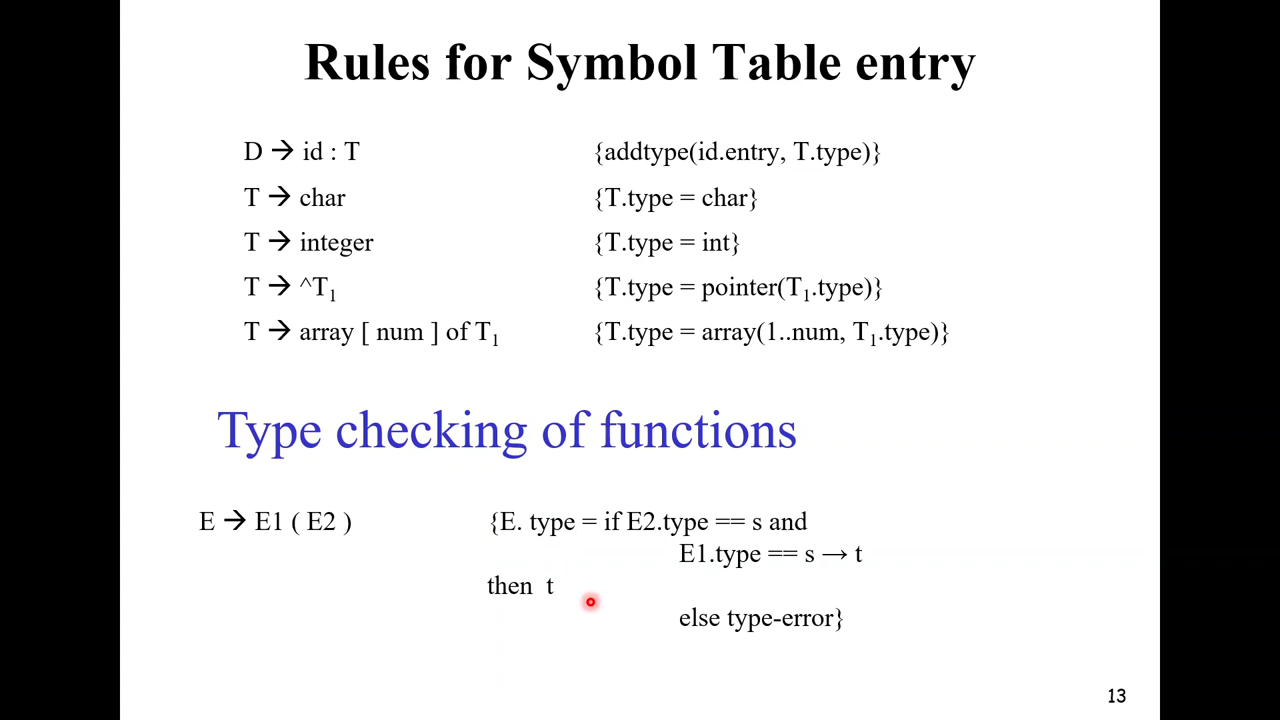 Rules for Symbol Table entry
D → id : T {addtype(id.entry, T.type)}
T → char {T.type = char}
T → integer {T.type = int}
T → ^T₁ {T.type = pointer(T₁.type)}
T → array [ num ] of T₁ {T.type = array(1..num, T₁.type)}
Type checking of functions
E → E1 ( E2 ) {E. type = if E2.type == s and
E1.type == s → t
then t
else type-error}
13